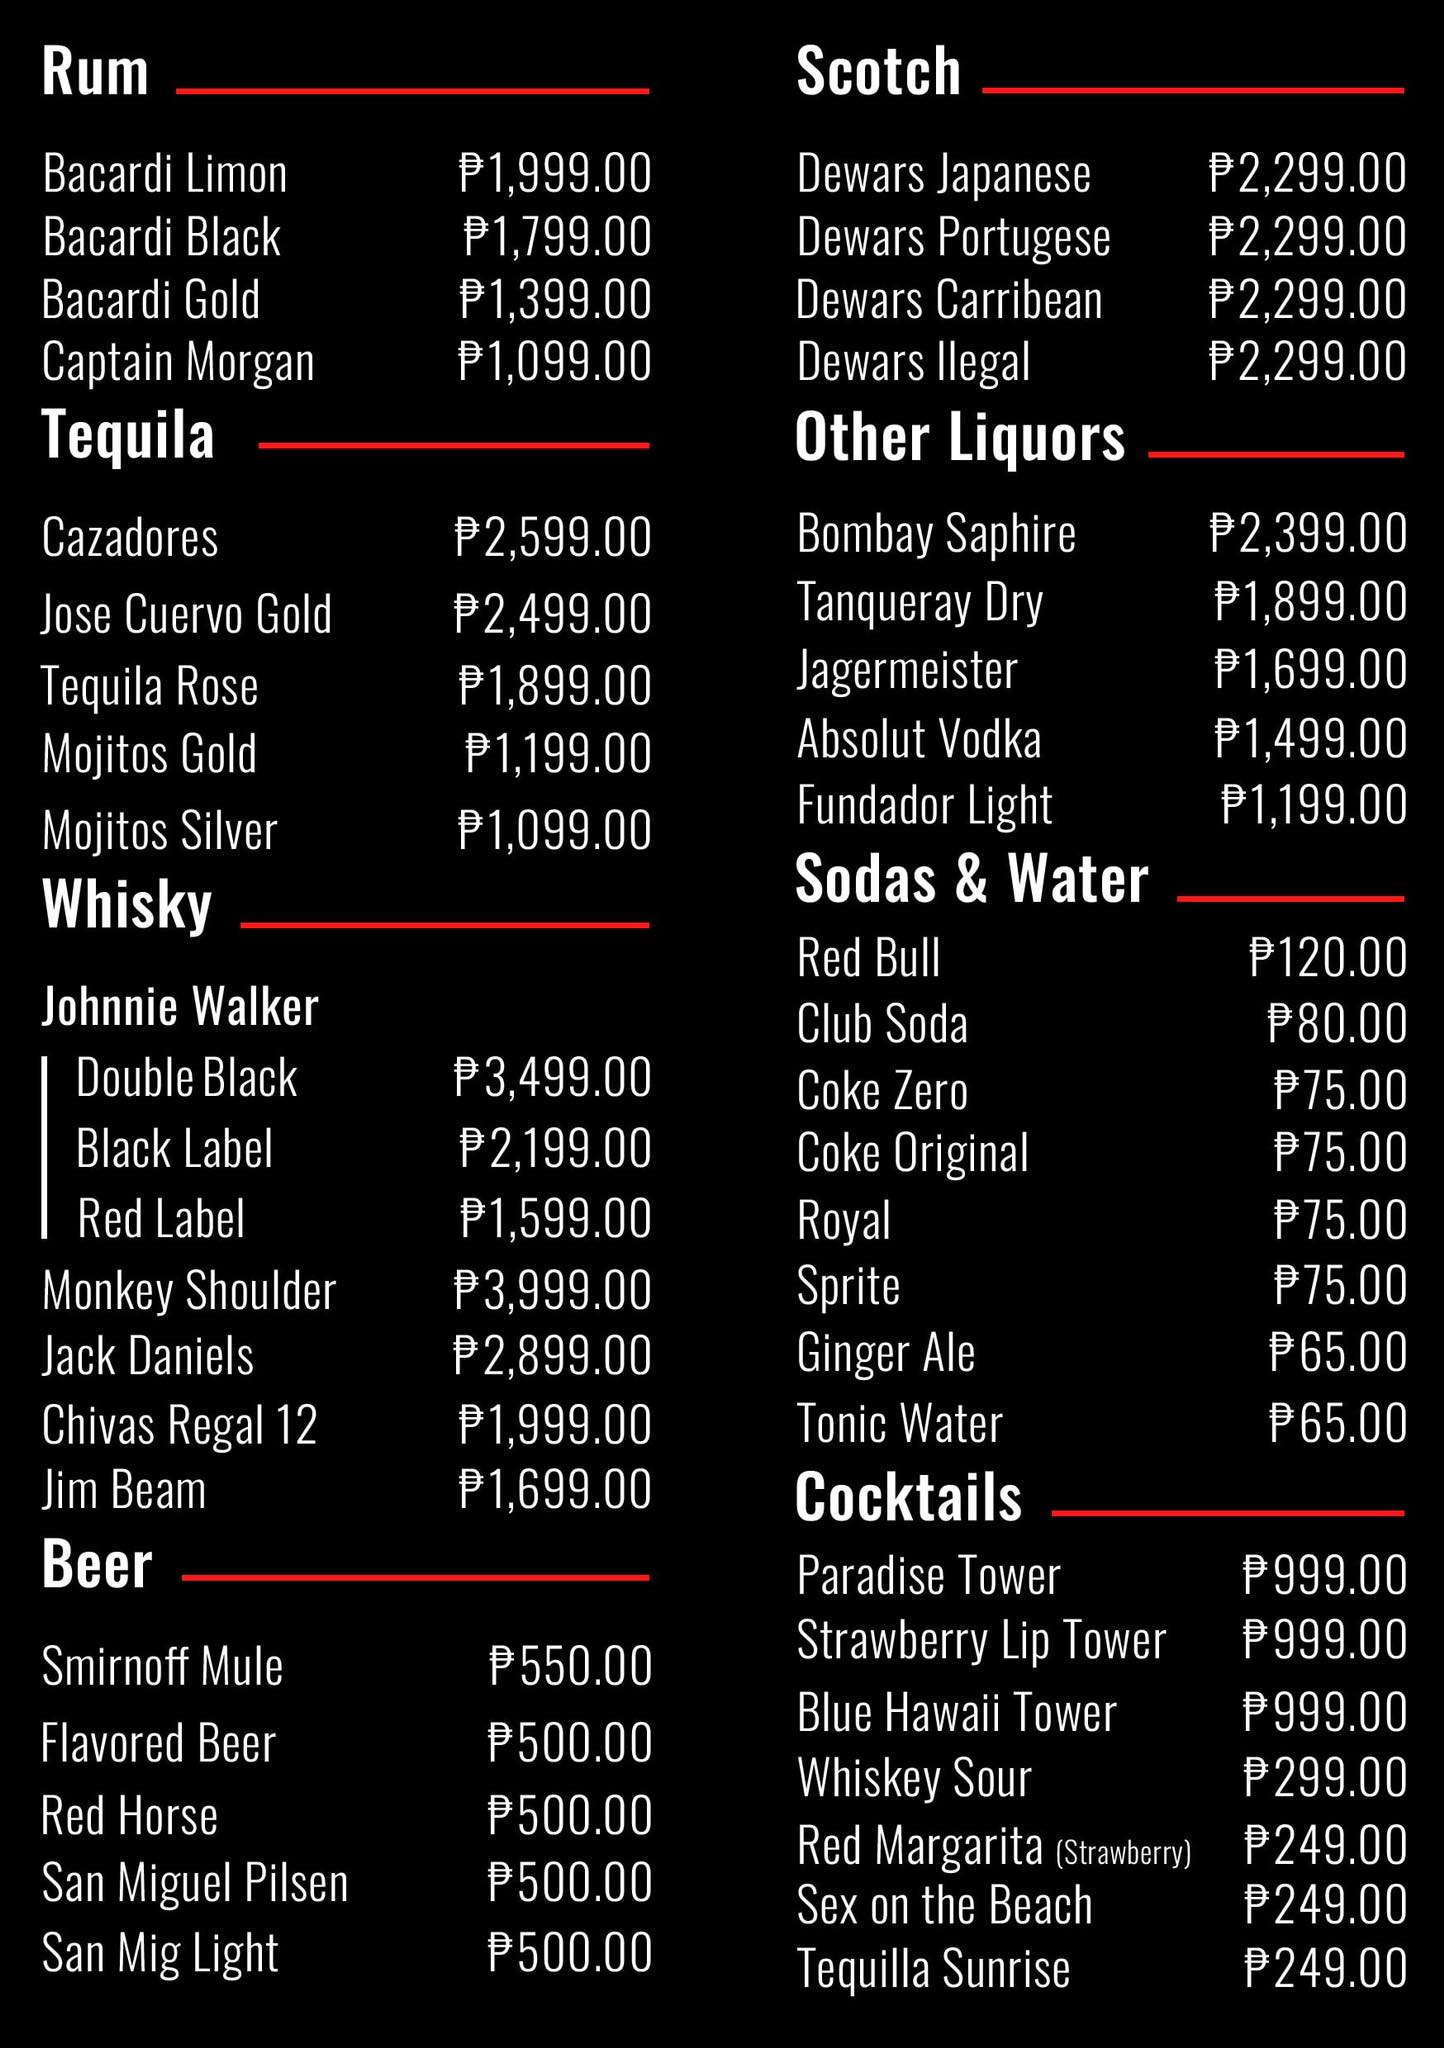 Rum
Bacardi Limon ₱1,999.00
Bacardi Black ₱1,799.00
Bacardi Gold ₱1,399.00
Captain Morgan ₱1,099.00
Tequila
Cazadores ₱2,599.00
Jose Cuervo Gold ₱2,499.00
Tequila Rose ₱1,899.00
Mojitos Gold ₱1,199.00
Mojitos Silver ₱1,099.00
Whisky
Johnnie Walker
Double Black ₱3,499.00
Black Label ₱2,199.00
Red Label ₱1,599.00
Monkey Shoulder ₱3,999.00
Jack Daniels ₱2,899.00
Chivas Regal 12 ₱1,999.00
Jim Beam ₱1,699.00
Beer
Smirnoff Mule ₱550.00
Flavored Beer ₱500.00
Red Horse ₱500.00
San Miguel Pilsen ₱500.00
San Mig Light ₱500.00
Scotch
Dewars Japanese ₱2,299.00
Dewars Portugese ₱2,299.00
Dewars Carribean ₱2,299.00
Dewars Ilegal ₱2,299.00
Other Liquors
Bombay Saphire ₱2,399.00
Tanqueray Dry ₱1,899.00
Jagermeister ₱1,699.00
Absolut Vodka ₱1,499.00
Fundador Light ₱1,199.00
Sodas & Water
Red Bull ₱120.00
Club Soda ₱80.00
Coke Zero ₱75.00
Coke Original ₱75.00
Royal ₱75.00
Sprite ₱75.00
Ginger Ale ₱65.00
Tonic Water ₱65.00
Cocktails
Paradise Tower ₱999.00
Strawberry Lip Tower ₱999.00
Blue Hawaii Tower ₱999.00
Whiskey Sour ₱299.00
Red Margarita (Strawberry) ₱249.00
Sex on the Beach ₱249.00
Tequilla Sunrise ₱249.00